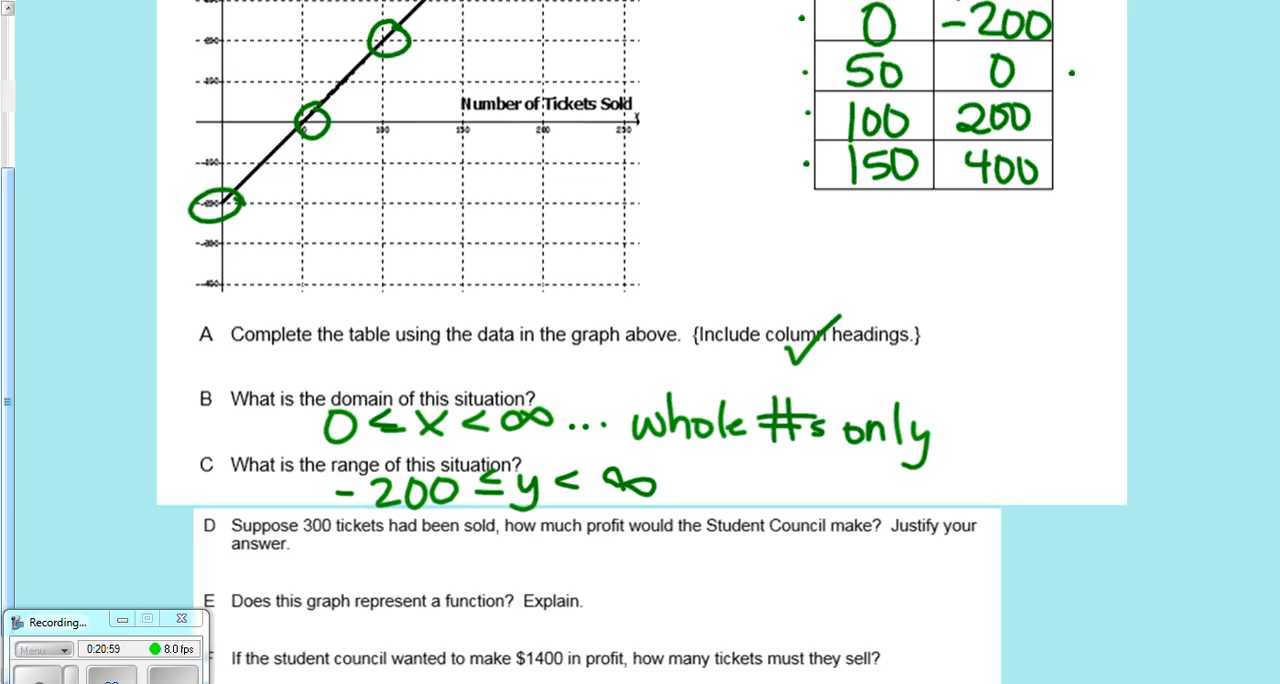 0 -200
50 0
Number of Tickets Sold
x
100 200
100 150 200 250
150 400
A Complete the table using the data in the graph above. {Include column headings.}
B What is the domain of this situation?
0 ≤ x < ∞ ... whole #s only
C What is the range of this situation?
-200 ≤ y < ∞
D Suppose 300 tickets had been sold, how much profit would the Student Council make? Justify your
answer.
E Does this graph represent a function? Explain.
Recording...
Menu 0:20:59 8.0 fps
If the student council wanted to make $1400 in profit, how many tickets must they sell?